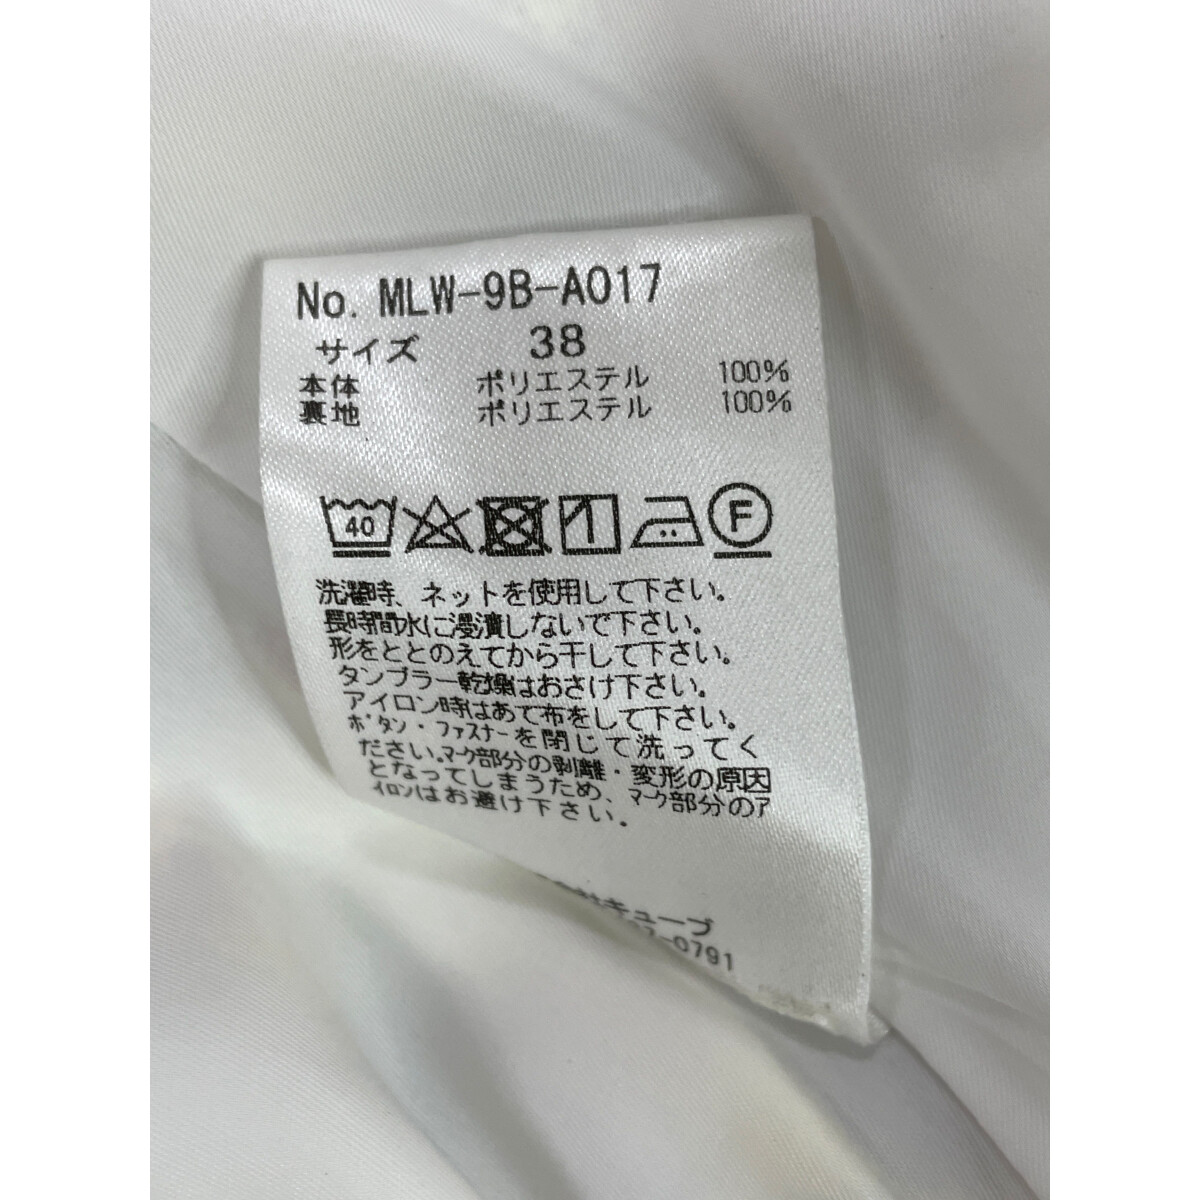 No. MLW-9B-A017
サイズ 38
本体 ポリエステル 100%
裏地 ポリエステル 100%
40 F
洗濯時、ネットを使用して下さい。
長時間水に浸漬しないで下さい。
形をととのえてから干して下さい。
タンブラー乾燥はおさけ下さい。
アイロン時はあて布をして下さい。
ﾎﾞﾀﾝ・ﾌｧｽﾅｰを閉じて洗ってく
ださい。ﾏｰｸ部分の剥離・変形の原因
となってしまうため、ﾏｰｸ部分のア
ｲﾛﾝはお避け下さい。
キューブ
-0791